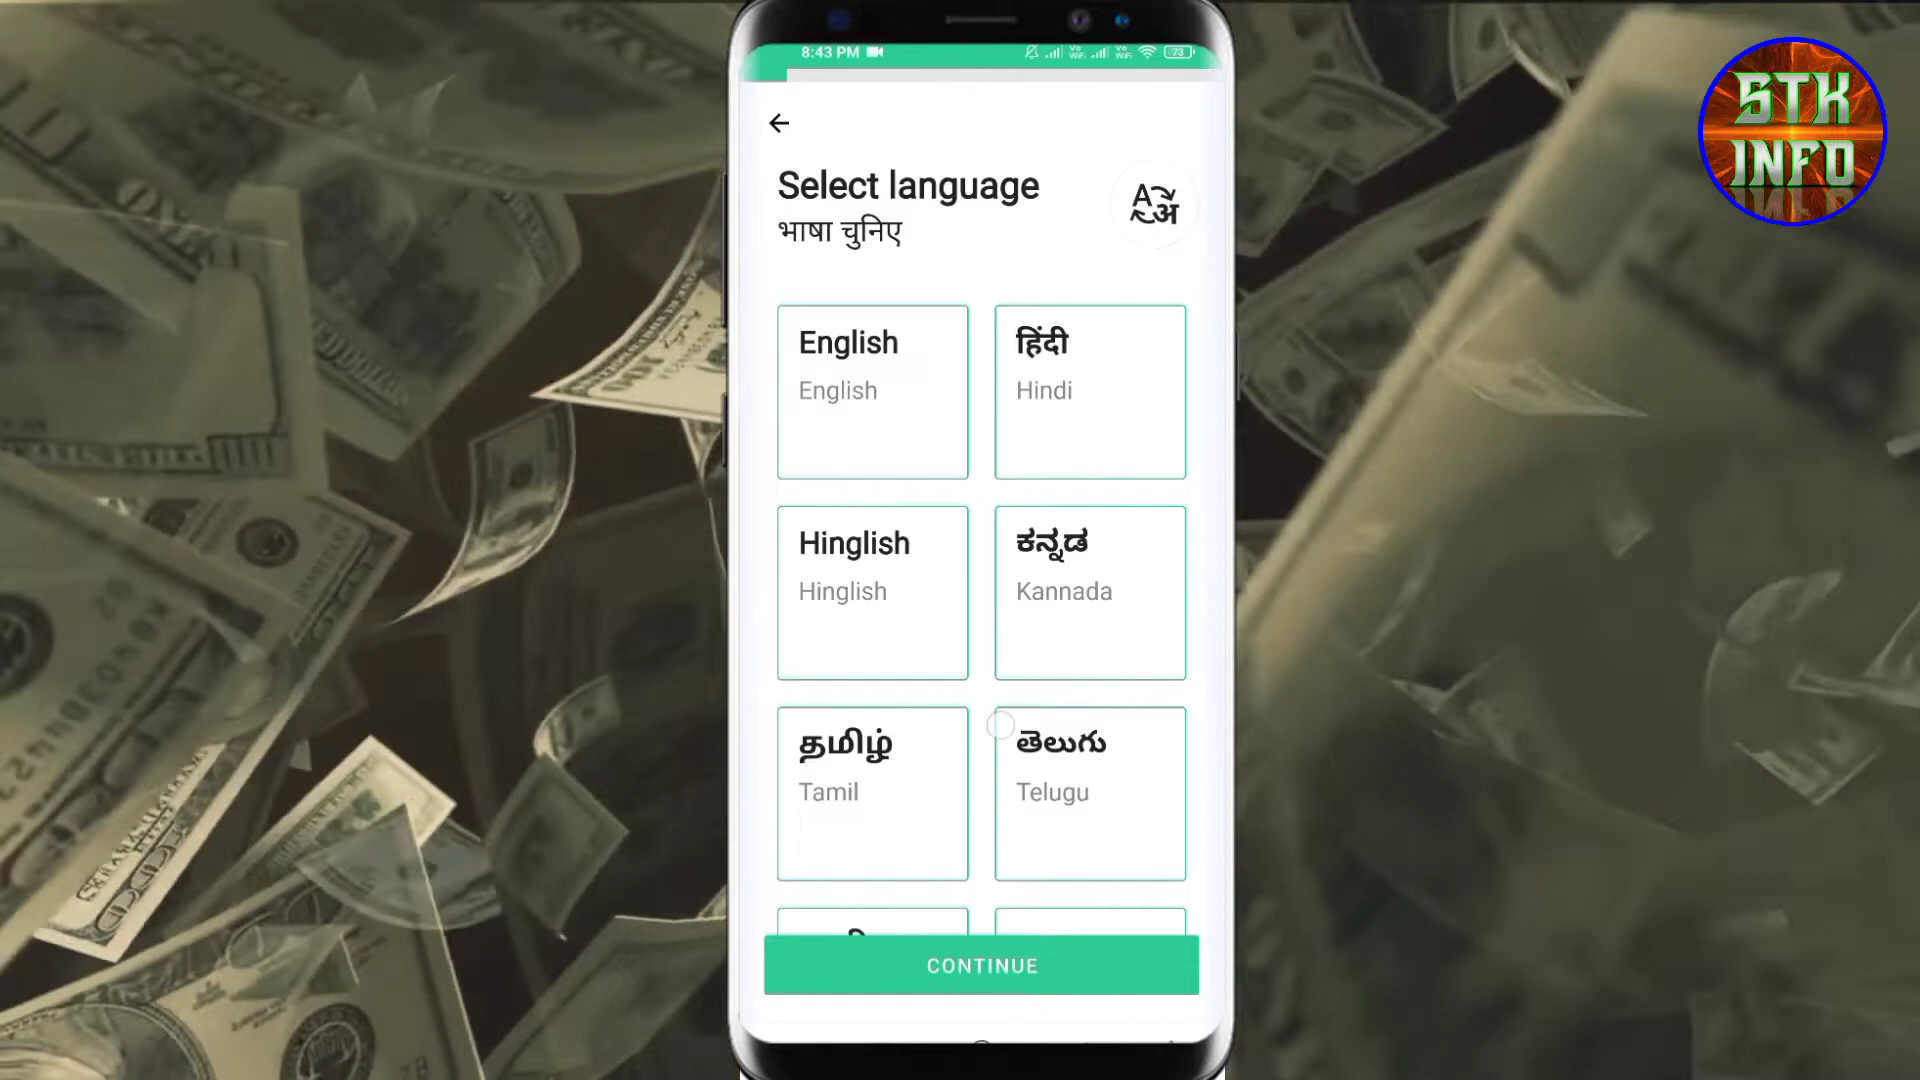 8:43 PM
73
STK
INFO
Select language
भाषा चुनिए
English
English
हिंदी
Hindi
Hinglish
Hinglish
ಕನ್ನಡ
Kannada
தமிழ்
Tamil
తెలుగు
Telugu
CONTINUE